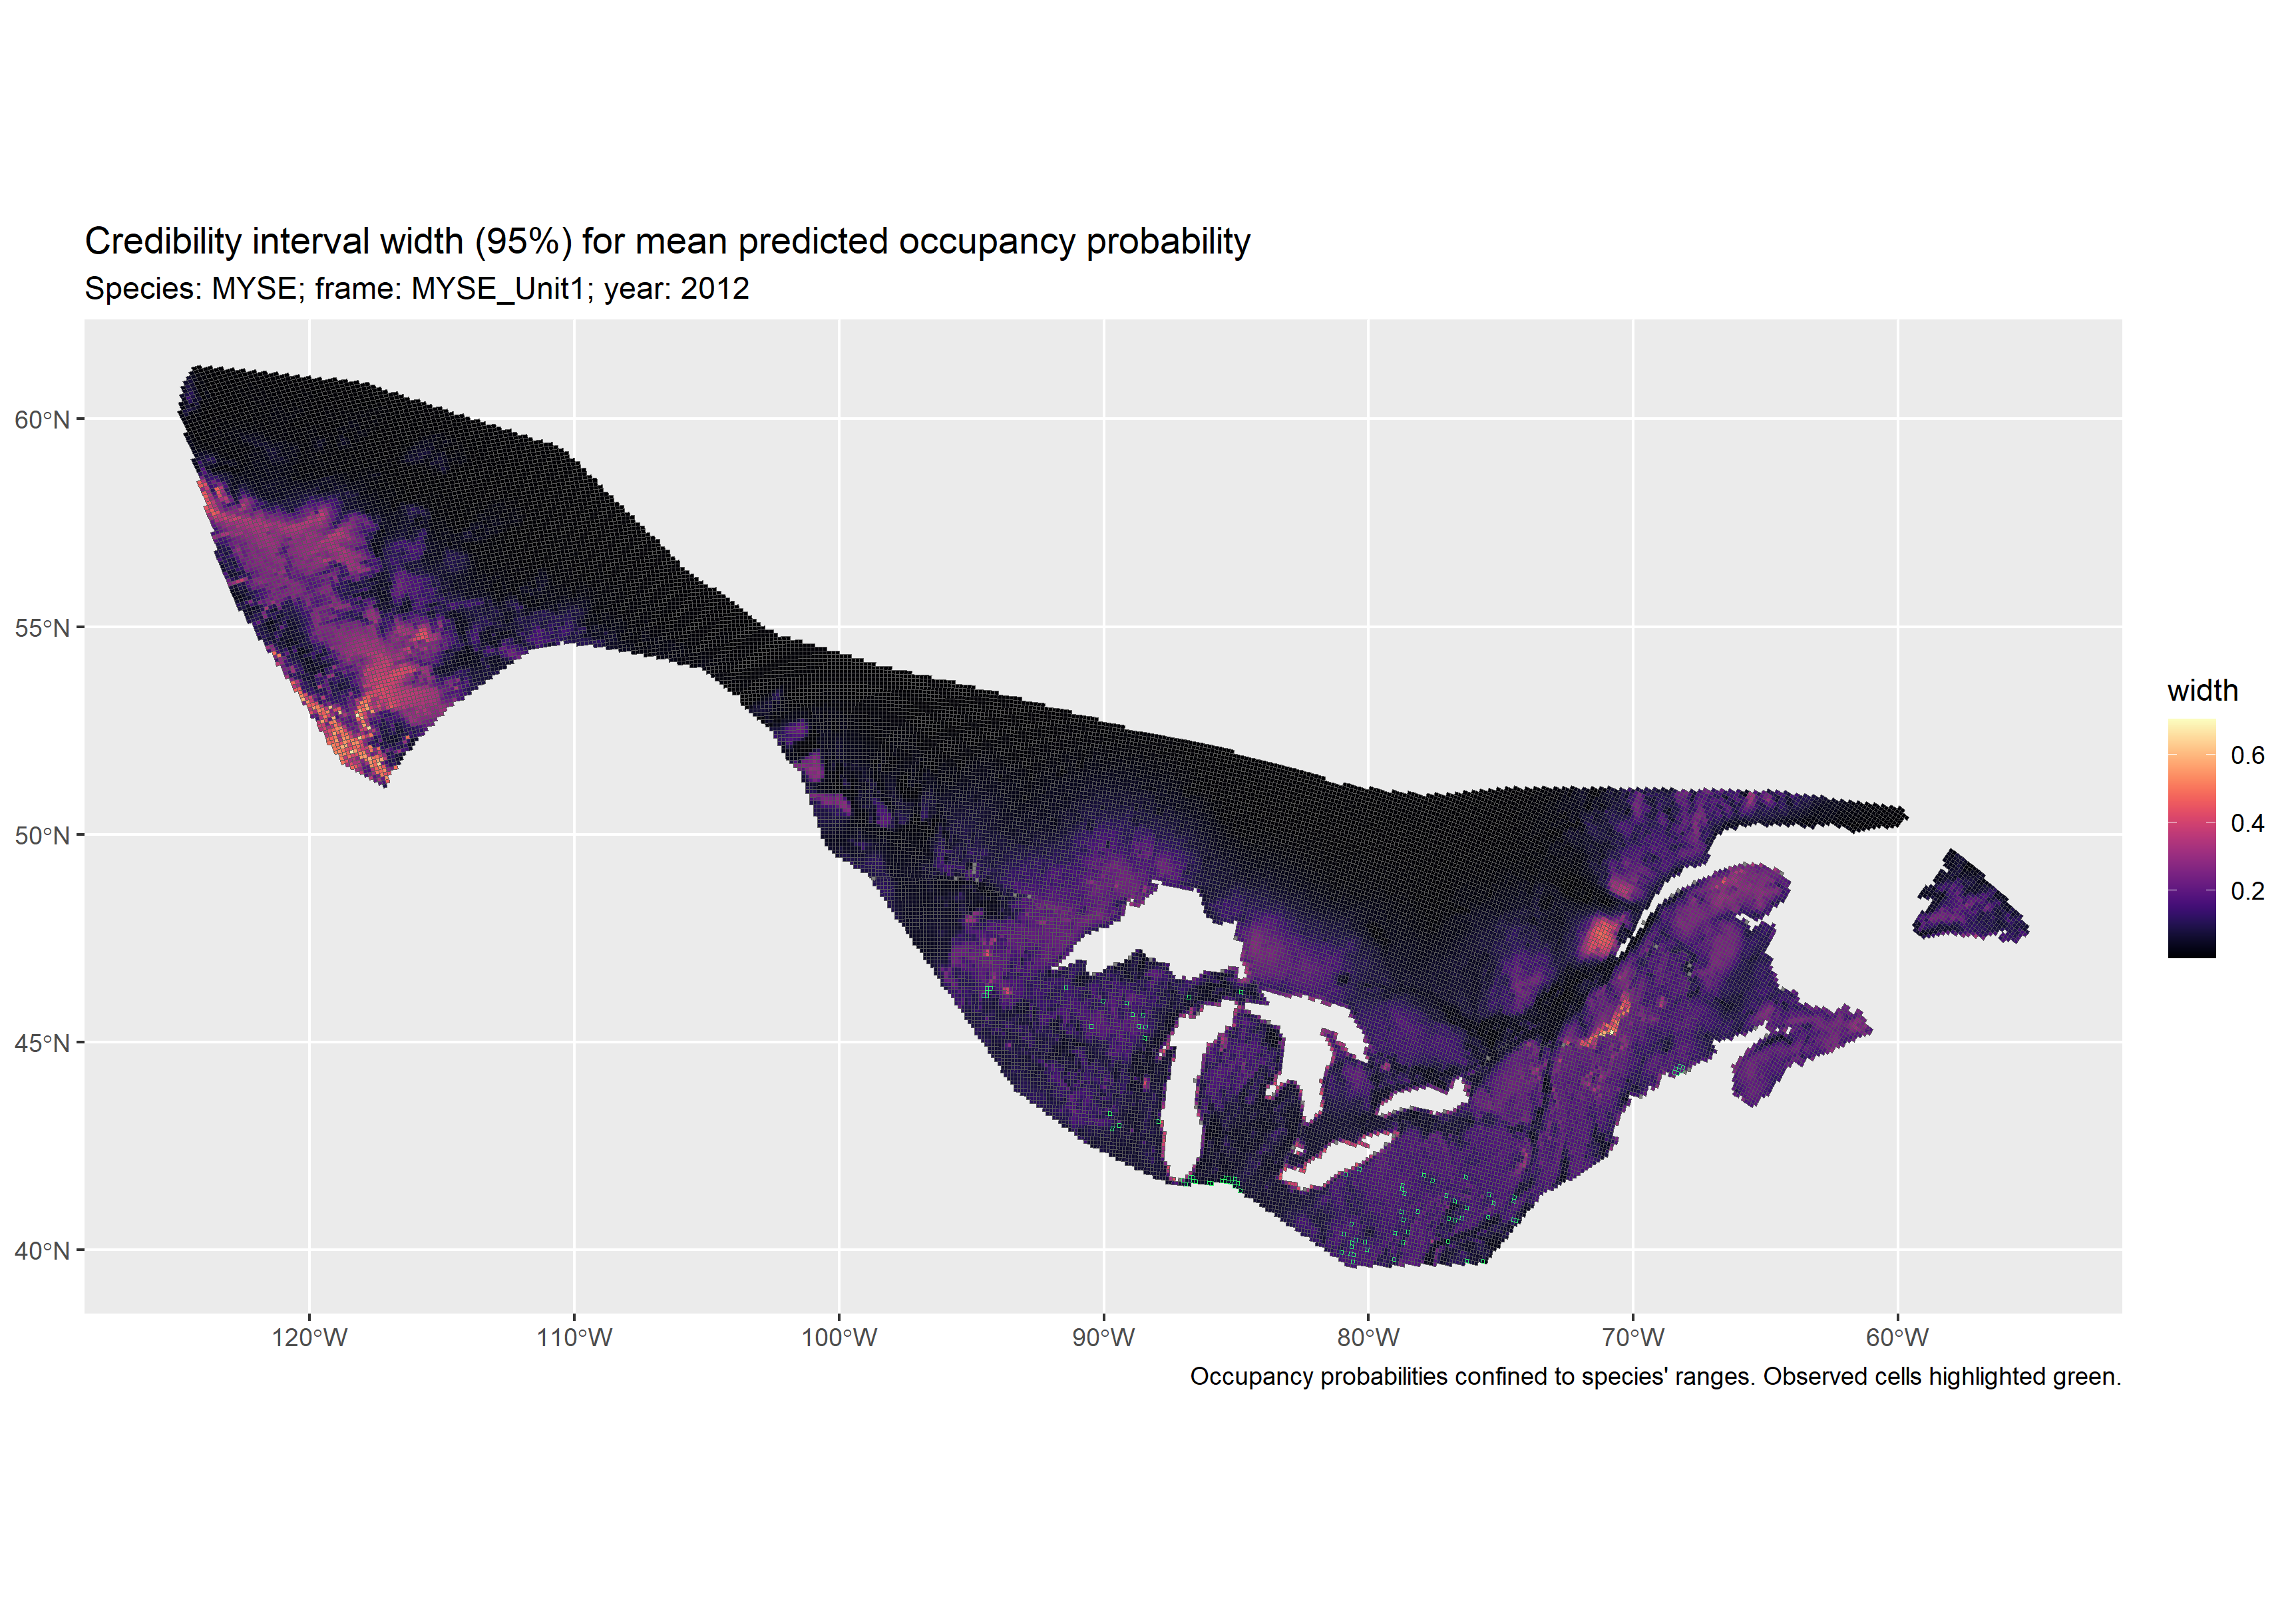 Credibility interval width (95%) for mean predicted occupancy probability
Species: MYSE; frame: MYSE_Unit1; year: 2012
60°N
55°N
50°N
45°N
40°N
120°W
110°W
100°W
90°W
80°W
70°W
60°W
width
0.6
0.4
0.2
Occupancy probabilities confined to species' ranges. Observed cells highlighted green.